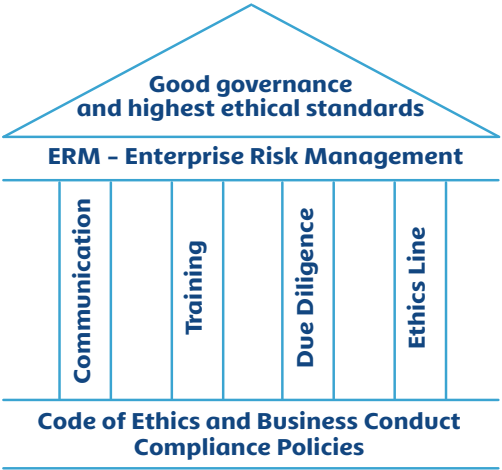 Good governance
and highest ethical standards
ERM – Enterprise Risk Management
Communication
Training
Due Diligence
Ethics Line
Code of Ethics and Business Conduct
Compliance Policies